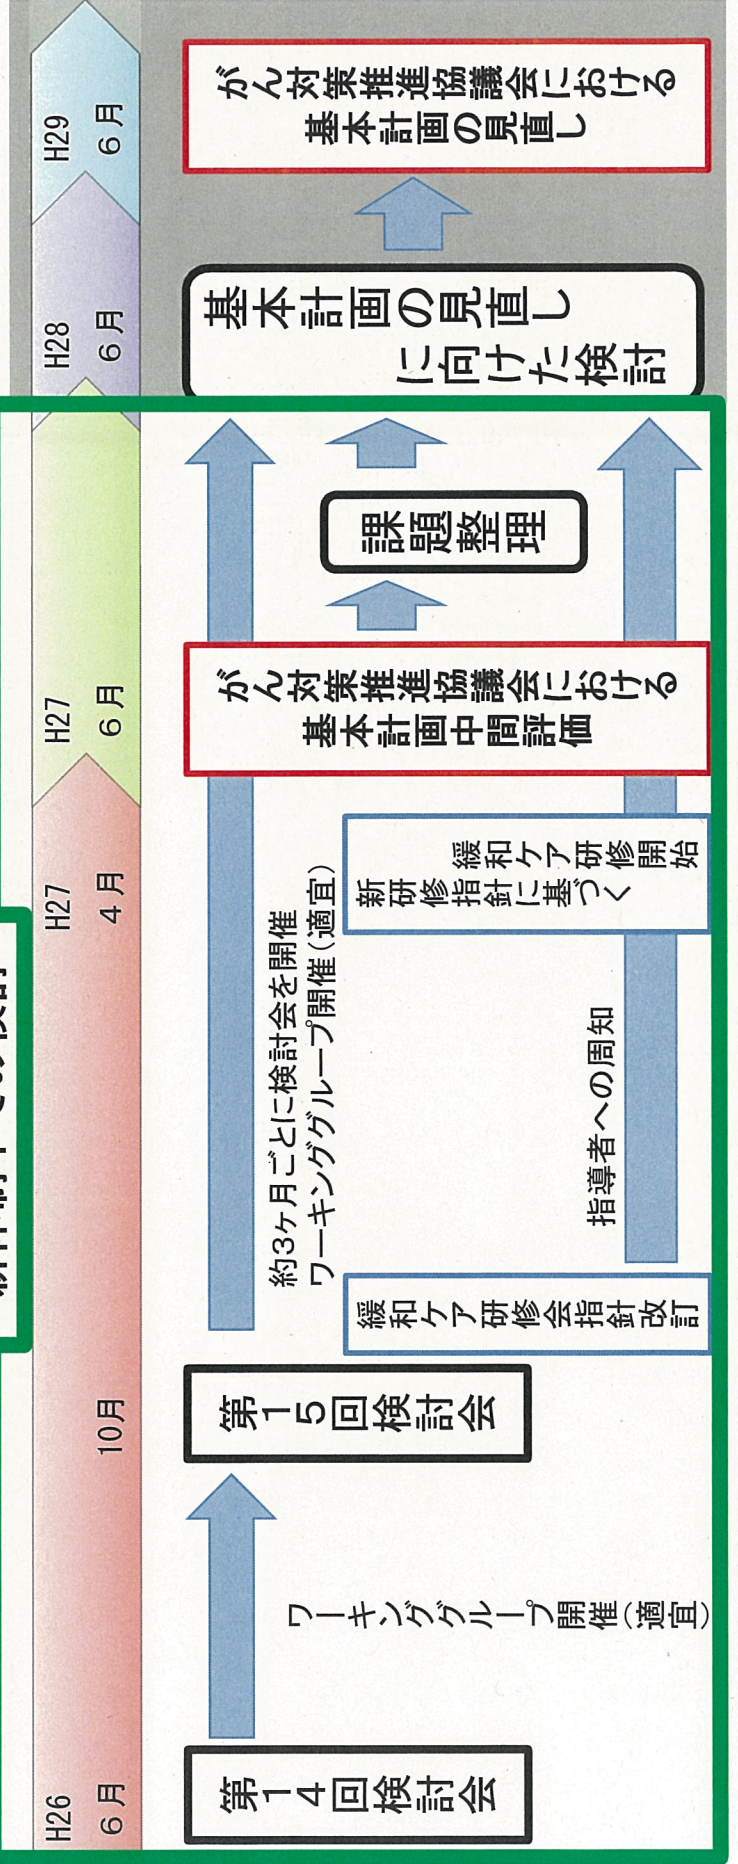 H26
6月
10月
H27
4月
H27
6月
H28
6月
H29
6月
第14回検討会
ワーキンググループ開催（適宜）
第15回検討会
約3ヶ月ごとに検討会を開催
ワーキンググループ開催（適宜）
緩和ケア研修会指針改訂
指導者への周知
新研修指針に基づく
緩和ケア研修開始
がん対策推進協議会における
基本計画中間評価
課題整理
基本計画の見直し
に向けた検討
がん対策推進協議会における
基本計画の見直し